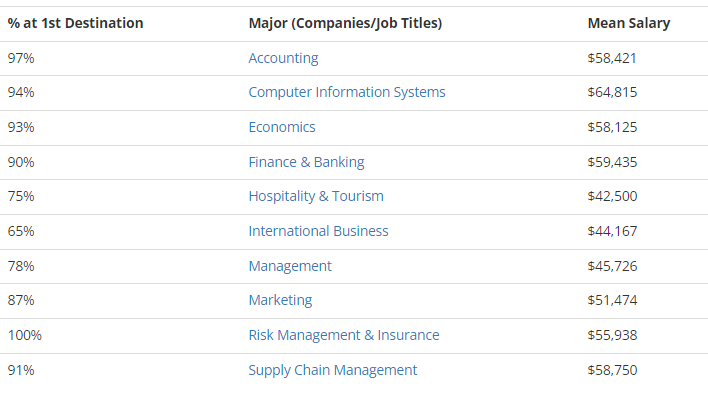 % at 1st Destination Major (Companies/Job Titles) Mean Salary
97% Accounting $58,421
94% Computer Information Systems $64,815
93% Economics $58,125
90% Finance & Banking $59,435
75% Hospitality & Tourism $42,500
65% International Business $44,167
78% Management $45,726
87% Marketing $51,474
100% Risk Management & Insurance $55,938
91% Supply Chain Management $58,750